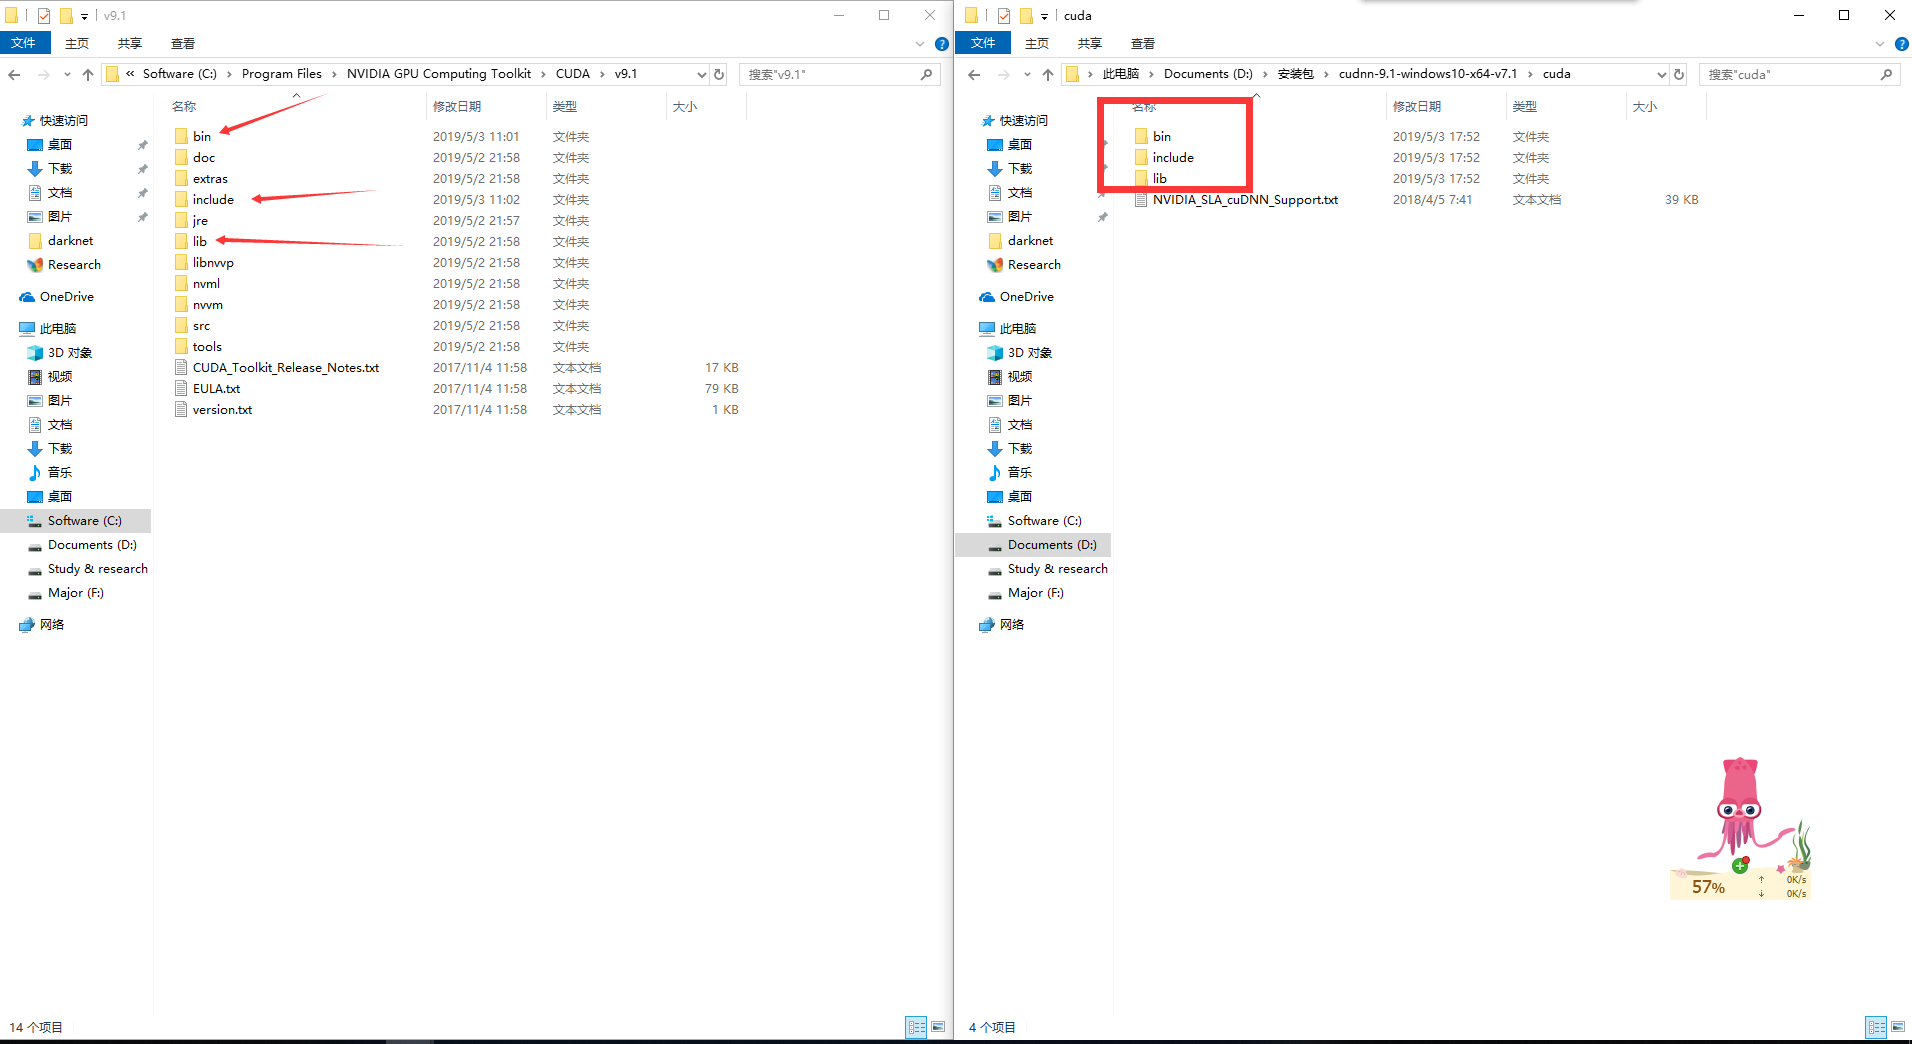 v9.1
文件 主页 共享 查看
« Software (C:) › Program Files › NVIDIA GPU Computing Toolkit › CUDA › v9.1
搜索"v9.1"
名称 修改日期 类型 大小
快速访问
桌面
下载
文档
图片
darknet
Research
OneDrive
此电脑
3D 对象
视频
图片
文档
下载
音乐
桌面
Software (C:)
Documents (D:)
Study & research
Major (F:)
网络
bin 2019/5/3 11:01 文件夹
doc 2019/5/2 21:58 文件夹
extras 2019/5/2 21:58 文件夹
include 2019/5/3 11:02 文件夹
jre 2019/5/2 21:57 文件夹
lib 2019/5/2 21:58 文件夹
libnvvp 2019/5/2 21:58 文件夹
nvml 2019/5/2 21:58 文件夹
nvvm 2019/5/2 21:58 文件夹
src 2019/5/2 21:58 文件夹
tools 2019/5/2 21:58 文件夹
CUDA_Toolkit_Release_Notes.txt 2017/11/4 11:58 文本文档 17 KB
EULA.txt 2017/11/4 11:58 文本文档 79 KB
version.txt 2017/11/4 11:58 文本文档 1 KB
14 个项目
cuda
文件 主页 共享 查看
› 此电脑 › Documents (D:) › 安装包 › cudnn-9.1-windows10-x64-v7.1 › cuda
搜索"cuda"
名称 修改日期 类型 大小
快速访问
桌面
下载
文档
图片
darknet
Research
OneDrive
此电脑
3D 对象
视频
图片
文档
下载
音乐
桌面
Software (C:)
Documents (D:)
Study & research
Major (F:)
网络
bin 2019/5/3 17:52 文件夹
include 2019/5/3 17:52 文件夹
lib 2019/5/3 17:52 文件夹
NVIDIA_SLA_cuDNN_Support.txt 2018/4/5 7:41 文本文档 39 KB
57% ↑ 0K/s
↓ 0K/s
4 个项目